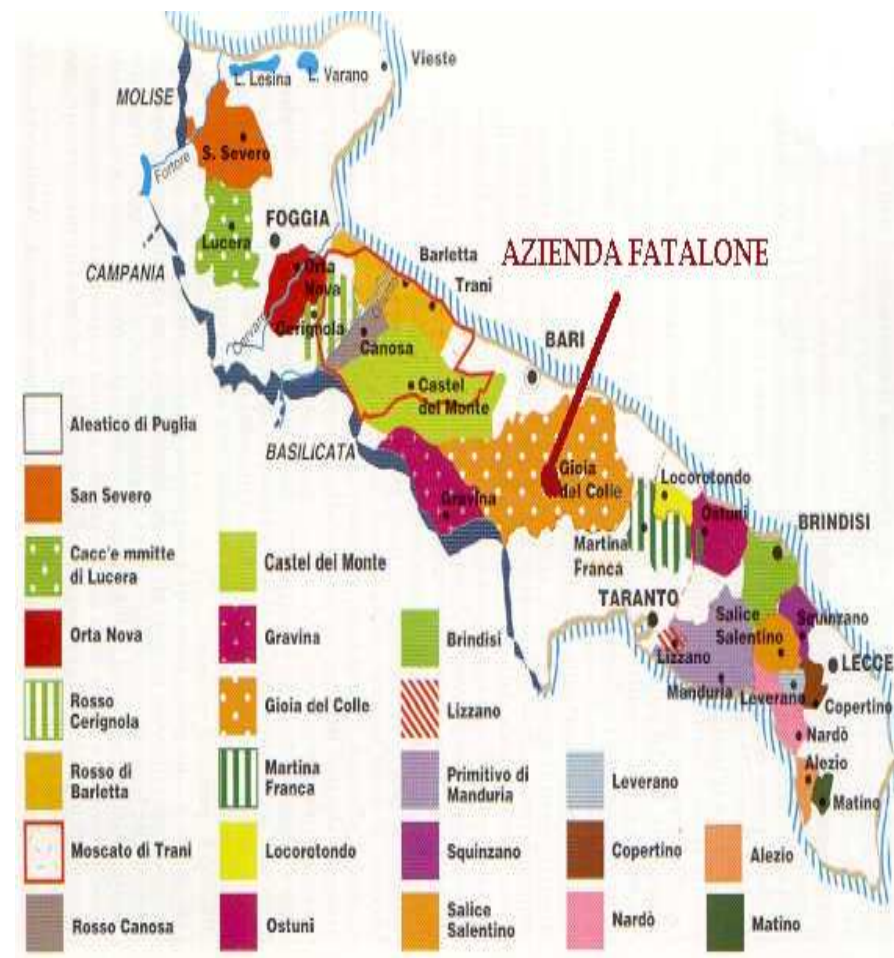 Vieste
L. Lesina
L. Varano
MOLISE
S. Severo
Fortore
FOGGIA
Lucera
CAMPANIA
Barletta
AZIENDA FATALONE
Orta
Nova
Trani
Cerignola
BARI
Canosa
Castel
del Monte
BASILICATA
Gioia
del Colle
Locorotondo
Gravina
Ostuni
BRINDISI
Martina
Franca
TARANTO
Salice
Salentino
Squinzano
Lizzano
LECCE
Manduria
Leverano
Copertino
Nardò
Alezio
Matino
Aleatico di Puglia
San Severo
Cacc'e mmitte
di Lucera
Orta Nova
Rosso
Cerignola
Rosso di
Barletta
Moscato di Trani
Rosso Canosa
Castel del Monte
Gravina
Gioia del Colle
Martina
Franca
Locorotondo
Ostuni
Brindisi
Lizzano
Primitivo di
Manduria
Squinzano
Salice
Salentino
Leverano
Copertino
Nardò
Alezio
Matino